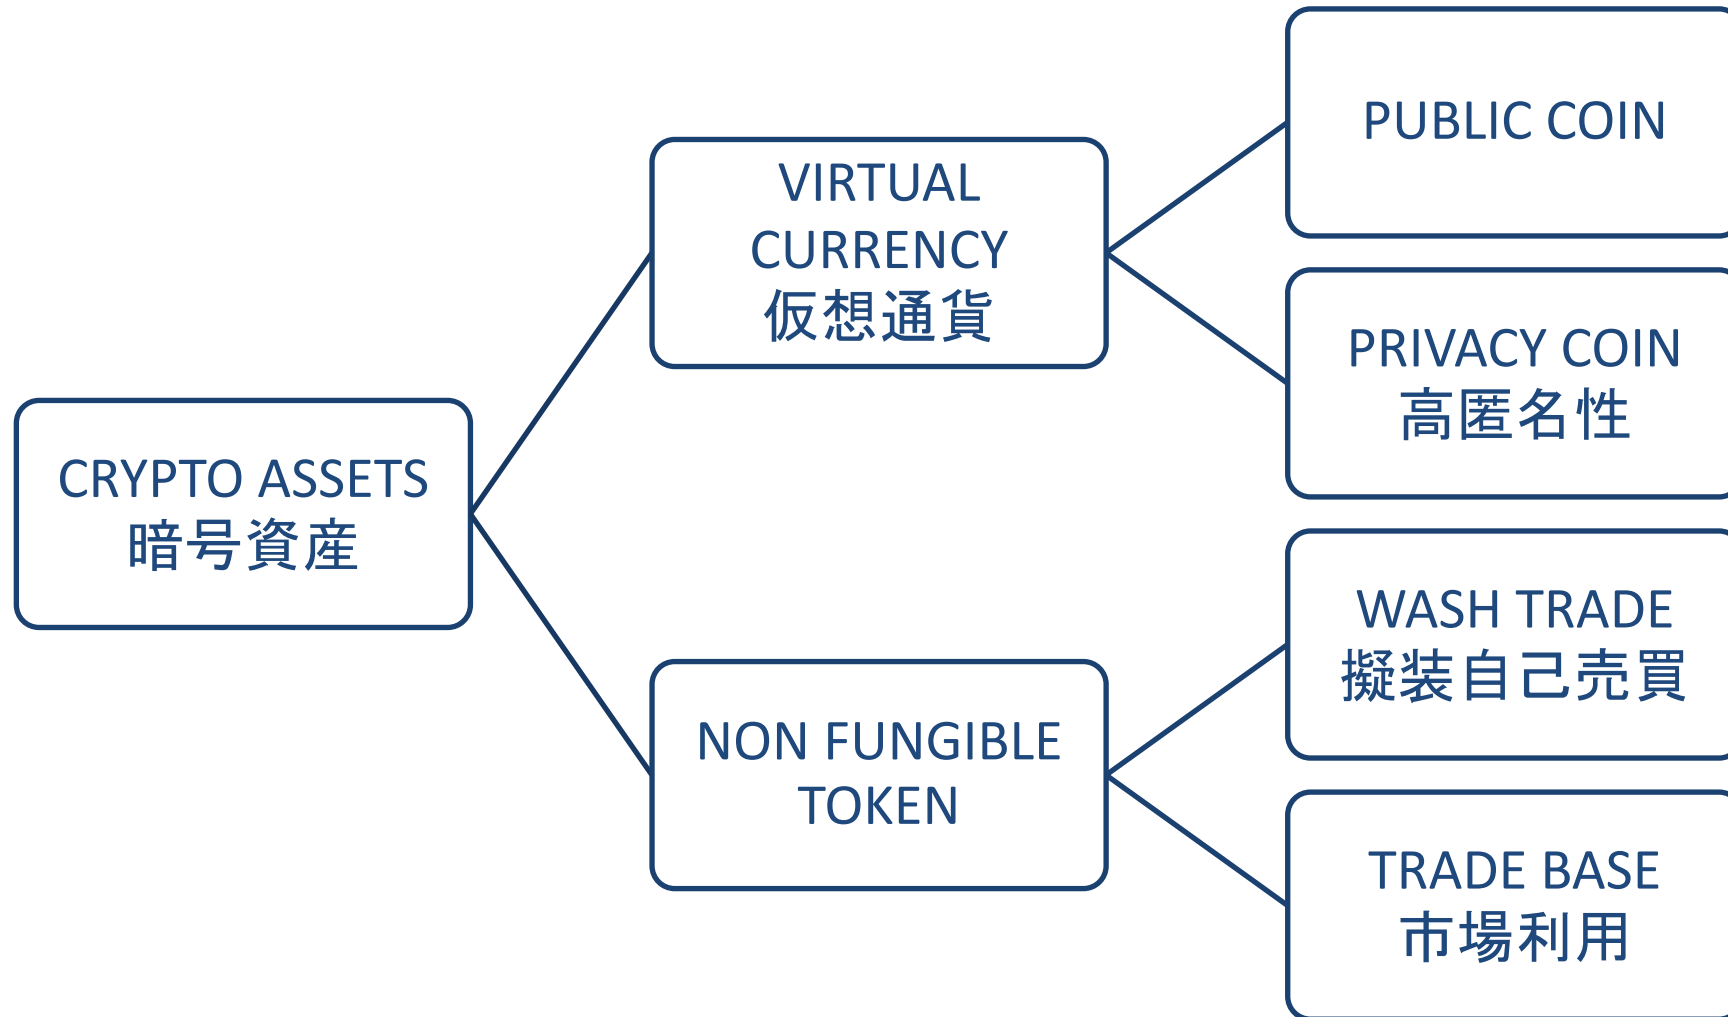 CRYPTO ASSETS
暗号資産
VIRTUAL
CURRENCY
仮想通貨
NON FUNGIBLE
TOKEN
PUBLIC COIN
PRIVACY COIN
高匿名性
WASH TRADE
擬装自己売買
TRADE BASE
市場利用